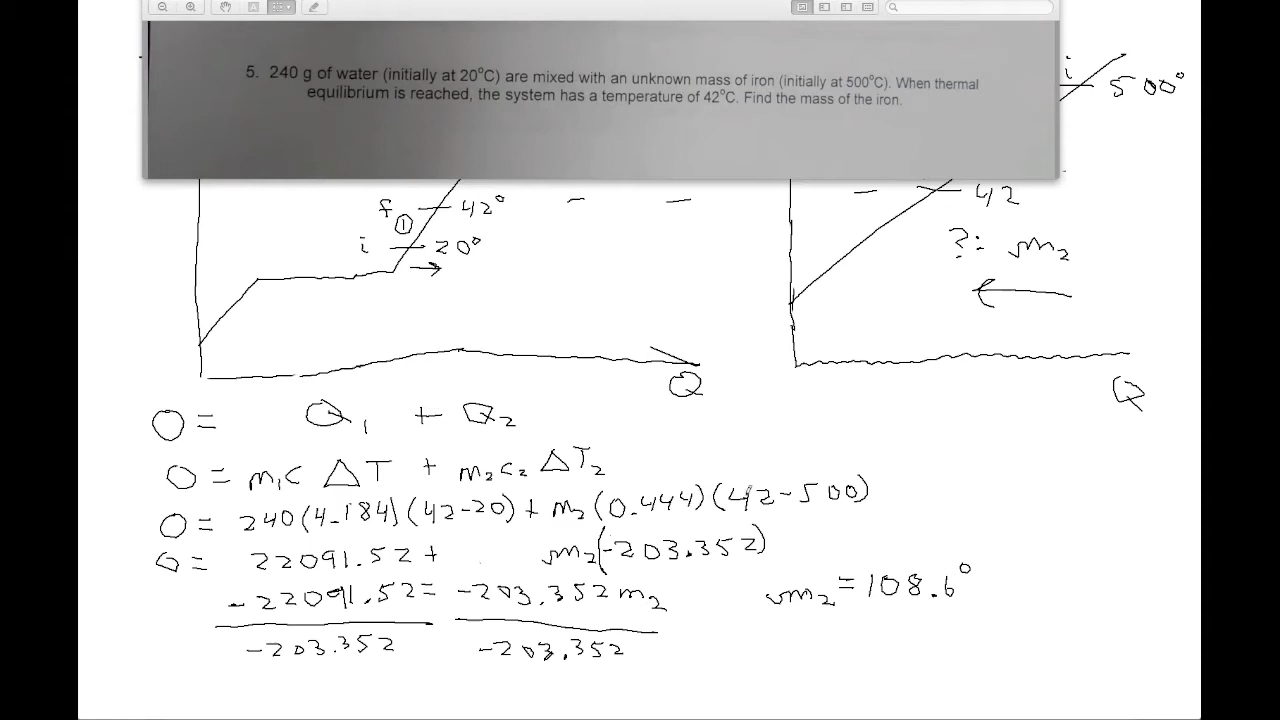 5. 240 g of water (initially at 20°C) are mixed with an unknown mass of iron (initially at 500°C). When thermal
equilibrium is reached, the system has a temperature of 42°C. Find the mass of the iron.
i 500°
f 42°
①
i 20°
42
?: m₂
Q
Q
0 = Q₁ + Q₂
0 = m₁c ΔT + m₂c₂ ΔT₂
0 = 240(4.184)(42-20) + m₂(0.444)(42-500)
0 = 22091.52 + m₂(-203.352)
-22091.52 = -203.352m₂
-203.352 -203.352
m₂ = 108.6°